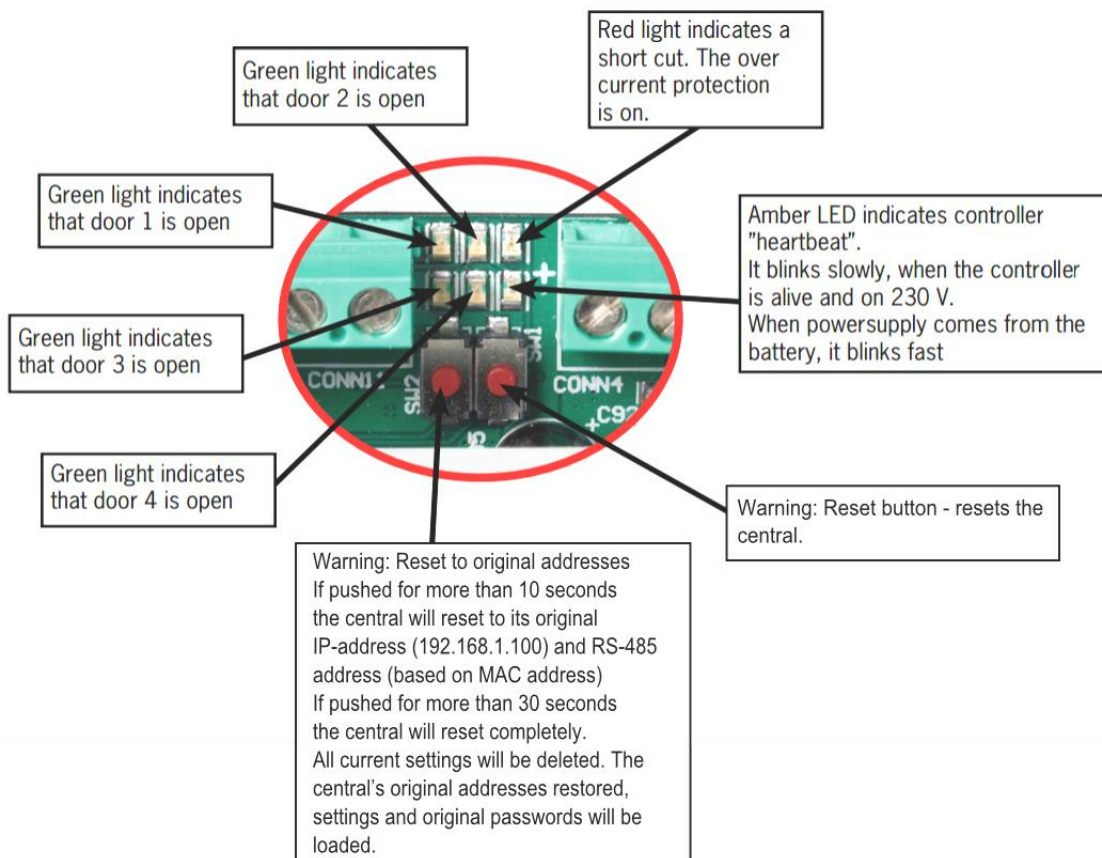 Green light indicates
that door 2 is open
Red light indicates a
short cut. The over
current protection
is on.
Green light indicates
that door 1 is open
Amber LED indicates controller
"heartbeat".
It blinks slowly, when the controller
is alive and on 230 V.
When powersupply comes from the
battery, it blinks fast
Green light indicates
that door 3 is open
CONN11
SW2
SW1
CONN4
Green light indicates
that door 4 is open
Warning: Reset button - resets the
central.
Warning: Reset to original addresses
If pushed for more than 10 seconds
the central will reset to its original
IP-address (192.168.1.100) and RS-485
address (based on MAC address)
If pushed for more than 30 seconds
the central will reset completely.
All current settings will be deleted. The
central's original addresses restored,
settings and original passwords will be
loaded.